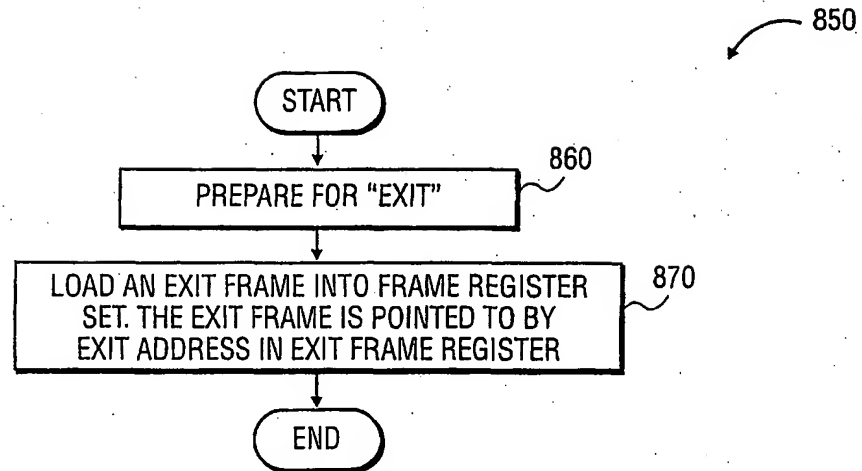 850
START
860
PREPARE FOR “EXIT”
870
LOAD AN EXIT FRAME INTO FRAME REGISTER
SET. THE EXIT FRAME IS POINTED TO BY
EXIT ADDRESS IN EXIT FRAME REGISTER
END